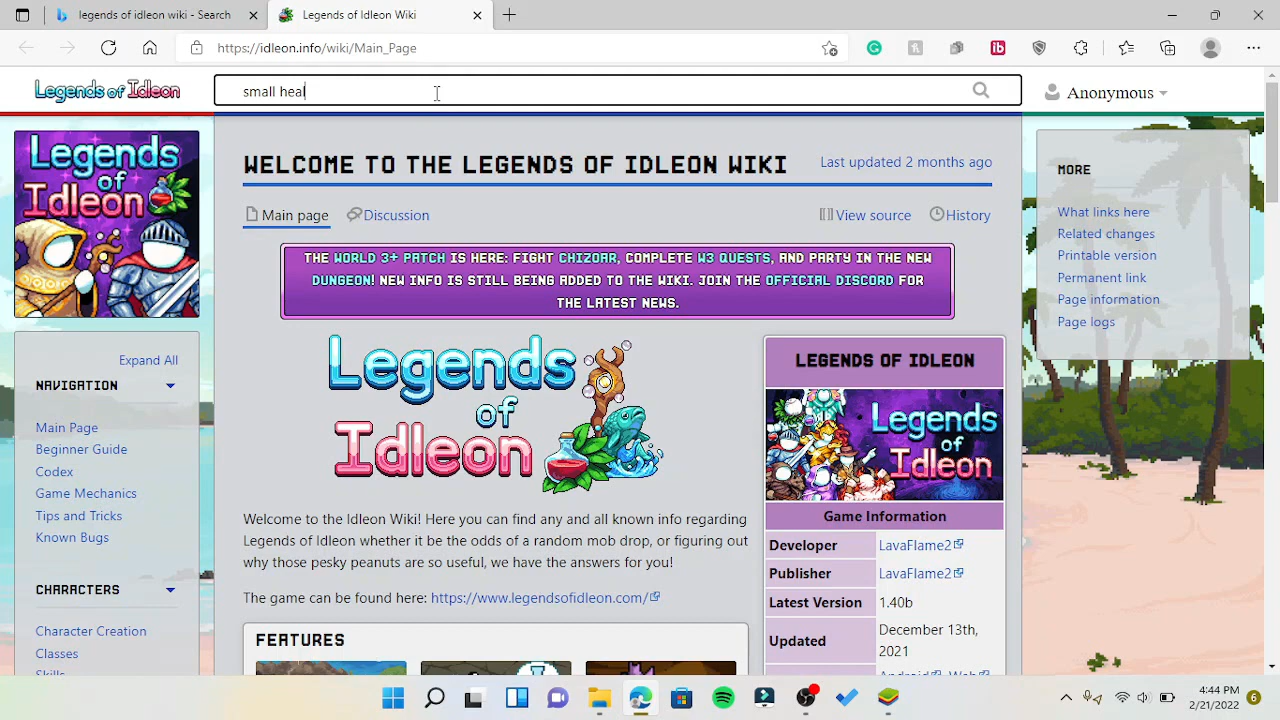 legends of idleon wiki - Search
Legends of Idleon Wiki
https://idleon.info/wiki/Main_Page
Legends of Idleon
small heal
Anonymous
Legends
of
Idleon
WELCOME TO THE LEGENDS OF IDLEON WIKI
Last updated 2 months ago
Main page
Discussion
View source
History
THE WORLD 3+ PATCH IS HERE: FIGHT CHIZOAR, COMPLETE W3 QUESTS, AND PARTY IN THE NEW
DUNGEON! NEW INFO IS STILL BEING ADDED TO THE WIKI. JOIN THE OFFICIAL DISCORD FOR
THE LATEST NEWS.
MORE
What links here
Related changes
Printable version
Permanent link
Page information
Page logs
Expand All
NAVIGATION
Main Page
Beginner Guide
Codex
Game Mechanics
Tips and Tricks
Known Bugs
CHARACTERS
Character Creation
Classes
Skills
Legends
of
Idleon
Welcome to the Idleon Wiki! Here you can find any and all known info regarding
Legends of Idleon whether it be the odds of a random mob drop, or figuring out
why those pesky peanuts are so useful, we have the answers for you!
The game can be found here: https://www.legendsofidleon.com/
FEATURES
LEGENDS OF IDLEON
Legends
of
Idleon
Game Information
Developer LavaFlame2
Publisher LavaFlame2
Latest Version 1.40b
Updated December 13th,
2021
Android Web
4:44 PM
2/21/2022
6